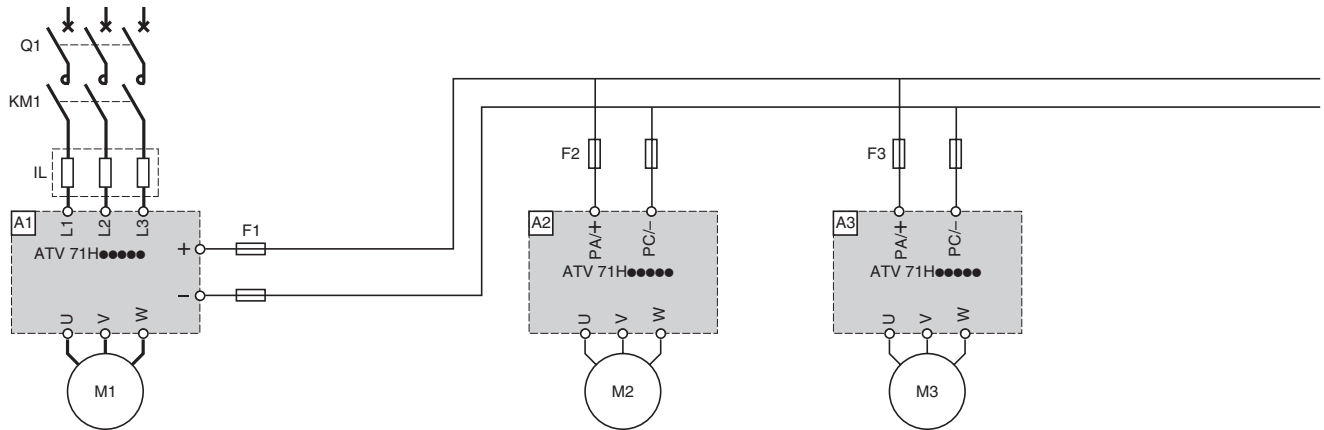 Q1
KM1
IL
A1
L1
L2
L3
ATV 71H●●●●●
+
–
U
V
W
M1
F1
F2
A2
PA/+
PC/–
ATV 71H●●●●●
U
V
W
M2
F3
A3
PA/+
PC/–
ATV 71H●●●●●
U
V
W
M3